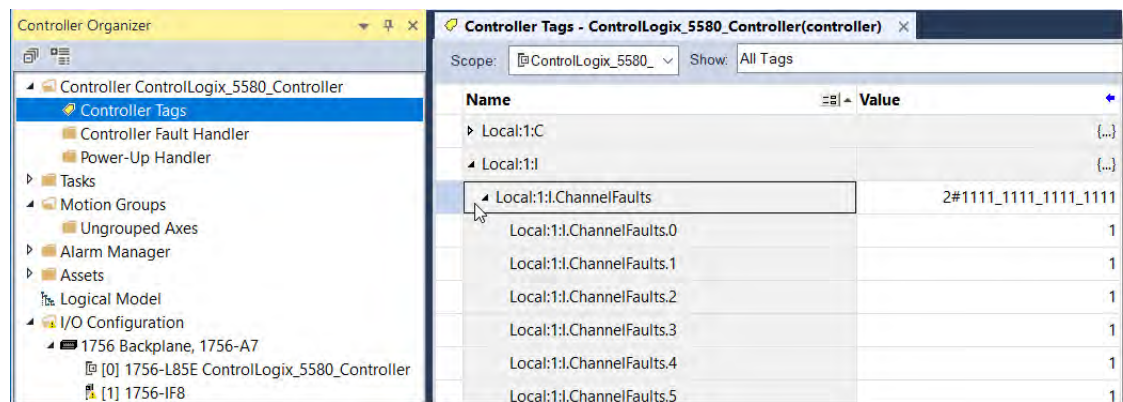 Controller Organizer
Controller Tags - ControlLogix_5580_Controller(controller)
Scope: ControlLogix_5580_ Show: All Tags
Controller ControlLogix_5580_Controller
Controller Tags
Controller Fault Handler
Power-Up Handler
Tasks
Motion Groups
Ungrouped Axes
Alarm Manager
Assets
Logical Model
I/O Configuration
1756 Backplane, 1756-A7
[0] 1756-L85E ControlLogix_5580_Controller
[1] 1756-IF8
Name Value
Local:1:C {...}
Local:1:I {...}
Local:1:I.ChannelFaults 2#1111_1111_1111_1111
Local:1:I.ChannelFaults.0 1
Local:1:I.ChannelFaults.1 1
Local:1:I.ChannelFaults.2 1
Local:1:I.ChannelFaults.3 1
Local:1:I.ChannelFaults.4 1
Local:1:I.ChannelFaults.5 1